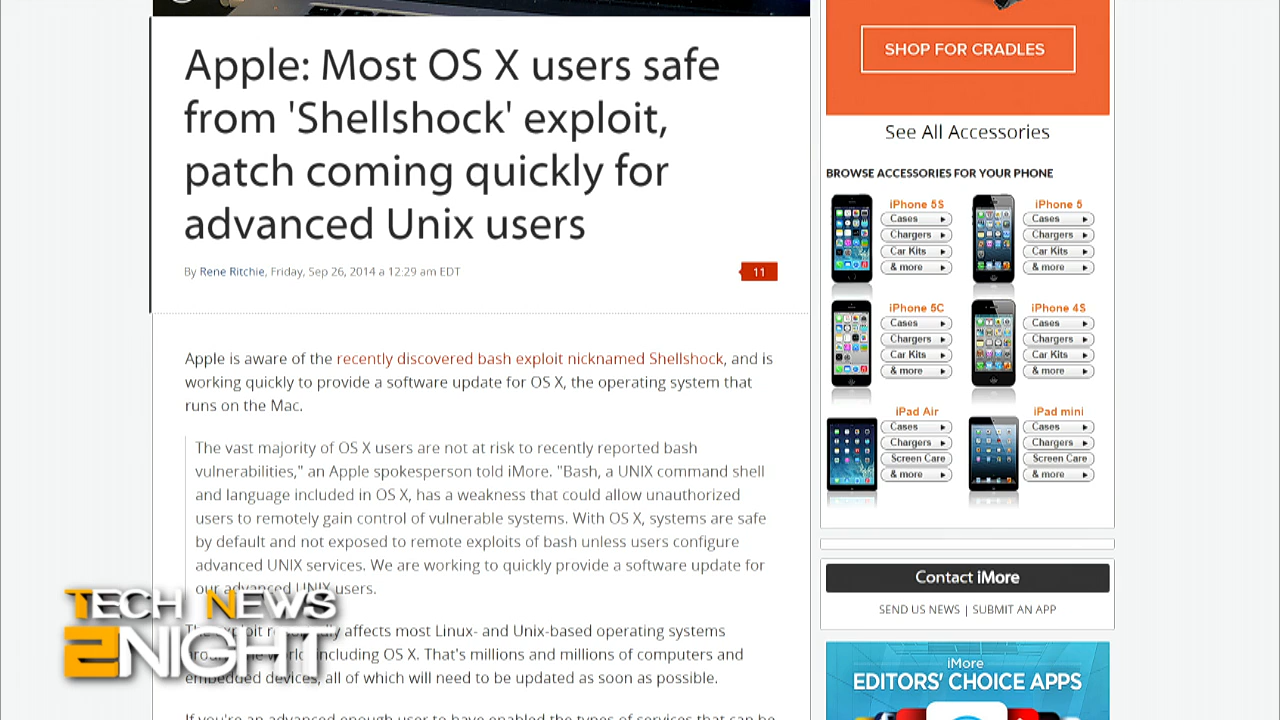 Apple: Most OS X users safe
from 'Shellshock' exploit,
patch coming quickly for
advanced Unix users
By Rene Ritchie, Friday, Sep 26, 2014 a 12:29 am EDT
11
Apple is aware of the recently discovered bash exploit nicknamed Shellshock, and is
working quickly to provide a software update for OS X, the operating system that
runs on the Mac.
The vast majority of OS X users are not at risk to recently reported bash
vulnerabilities," an Apple spokesperson told iMore. "Bash, a UNIX command shell
and language included in OS X, has a weakness that could allow unauthorized
users to remotely gain control of vulnerable systems. With OS X, systems are safe
by default and not exposed to remote exploits of bash unless users configure
advanced UNIX services. We are working to quickly provide a software update for
our advanced UNIX users.
The exploit affects most Linux- and Unix-based operating systems
including OS X. That's millions and millions of computers and
embedded devices, all of which will need to be updated as soon as possible.
If you're an advanced enough user to have enabled the types of services that can be
TECH NEWS
2NIGHT
SHOP FOR CRADLES
See All Accessories
BROWSE ACCESSORIES FOR YOUR PHONE
iPhone 5S
Cases
Chargers
Car Kits
& more
iPhone 5
Cases
Chargers
Car Kits
& more
iPhone 5C
Cases
Chargers
Car Kits
& more
iPhone 4S
Cases
Chargers
Car Kits
& more
iPad Air
Cases
Chargers
Screen Care
& more
iPad mini
Cases
Chargers
Screen Care
& more
Contact iMore
SEND US NEWS | SUBMIT AN APP
iMore
EDITORS' CHOICE APPS